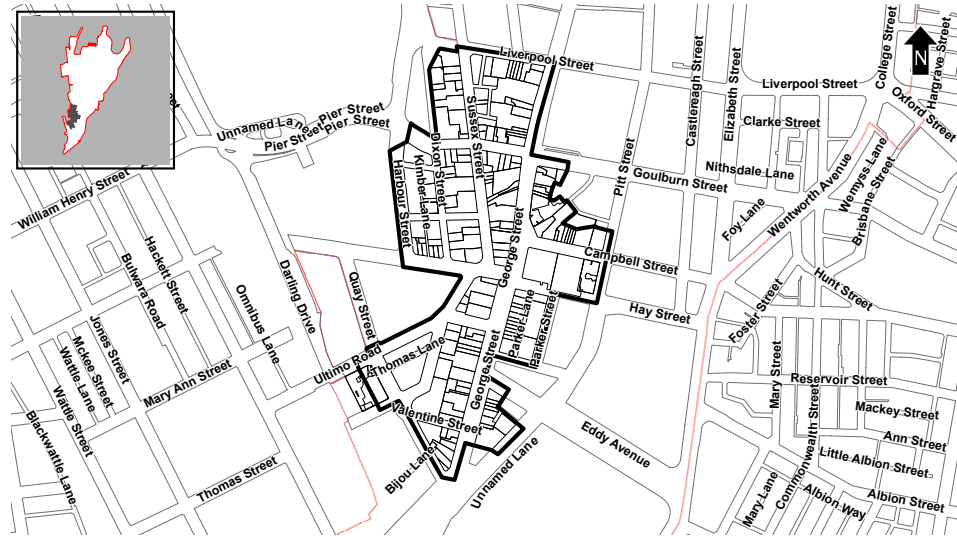 Liverpool Street
College Street
Hargrave Street
N
Oxford Street
Castlereagh Street
Elizabeth Street
Liverpool Street
Clarke Street
Unnamed Lane
Pier Street
Pier Street
Pier Street
Sussex Street
Dixon Street
Kimber Lane
Harbour Street
Pitt Street
Goulburn Street
Nithsdale Lane
Wentworth Avenue
Wemyss Lane
Brisbane Street
Foy Lane
William Henry Street
Hackett Street
Bulwara Road
Darling Drive
Omnibus Lane
Quay Street
George Street
Campbell Street
Hay Street
Hunt Street
Foster Street
Parker Lane
Parker Street
Ultimo Road
Thomas Lane
George Street
Jones Street
Mckee Street
Wattle Lane
Wattle Street
Mary Ann Street
Blackwattle Lane
Thomas Street
Valentine Street
Bijou Lane
Unnamed Lane
Eddy Avenue
Mary Street
Reservoir Street
Mackey Street
Commonwealth Street
Ann Street
Little Albion Street
Albion Street
Albion Way
Mary Lane